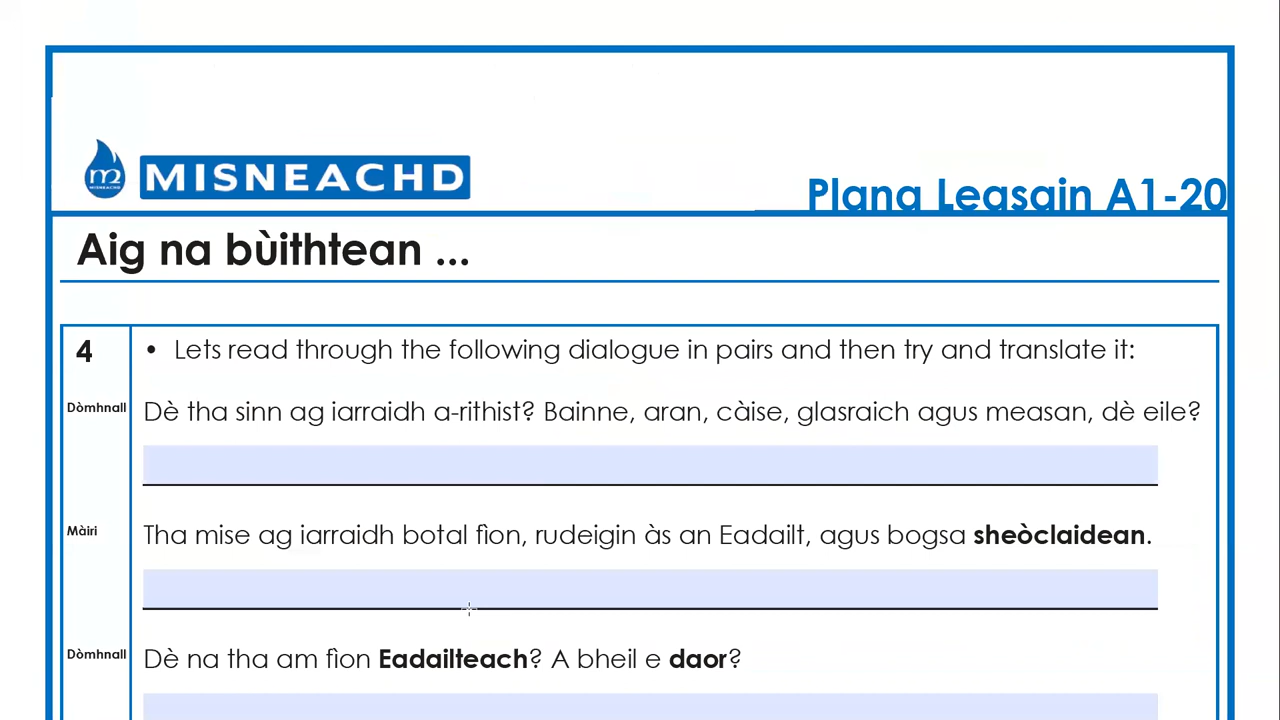 m
MISNEACHD
MISNEACHD
Plana Leasain A1-20
Aig na bùithtean ...
4
• Lets read through the following dialogue in pairs and then try and translate it:
Dòmhnall
Dè tha sinn ag iarraidh a-rithist? Bainne, aran, càise, glasraich agus measan, dè eile?
Màiri
Tha mise ag iarraidh botal fìon, rudeigin às an Eadailt, agus bogsa sheòclaidean.
Dòmhnall
Dè na tha am fìon Eadailteach? A bheil e daor?